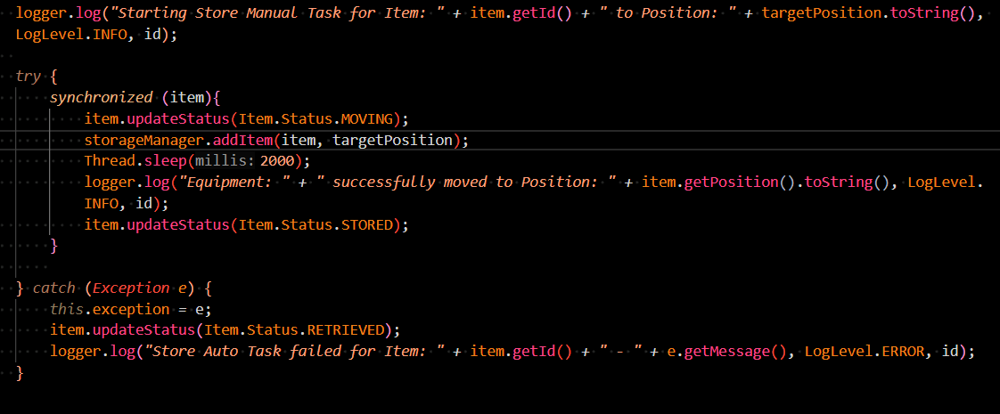 logger.log("Starting Store Manual Task for Item: " + item.getId() + " to Position: " + targetPosition.toString(),
LogLevel.INFO, id);
try {
synchronized (item){
item.updateStatus(Item.Status.MOVING);
storageManager.addItem(item, targetPosition);
Thread.sleep(millis: 2000);
logger.log("Equipment: " + " successfully moved to Position: " + item.getPosition().toString(), LogLevel.
INFO, id);
item.updateStatus(Item.Status.STORED);
}
} catch (Exception e) {
this.exception = e;
item.updateStatus(Item.Status.RETRIEVED);
logger.log("Store Auto Task failed for Item: " + item.getId() + " - " + e.getMessage(), LogLevel.ERROR, id);
}